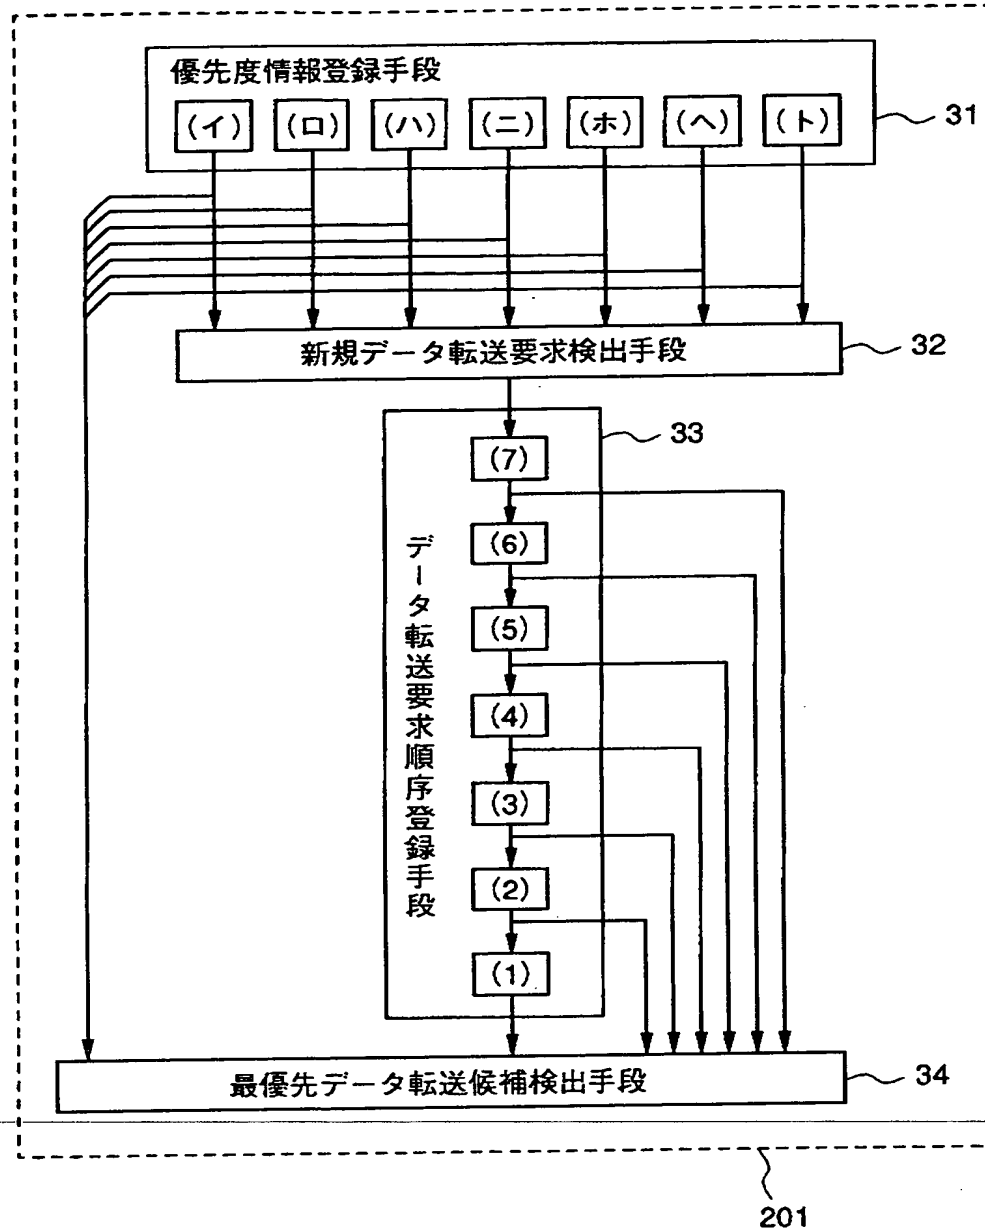 優先度情報登録手段
(イ) (ロ) (ハ) (ニ) (ホ) (ヘ) (ト)
31
新規データ転送要求検出手段
32
33
データ転送要求順序登録手段
(7)
(6)
(5)
(4)
(3)
(2)
(1)
最優先データ転送候補検出手段
34
201